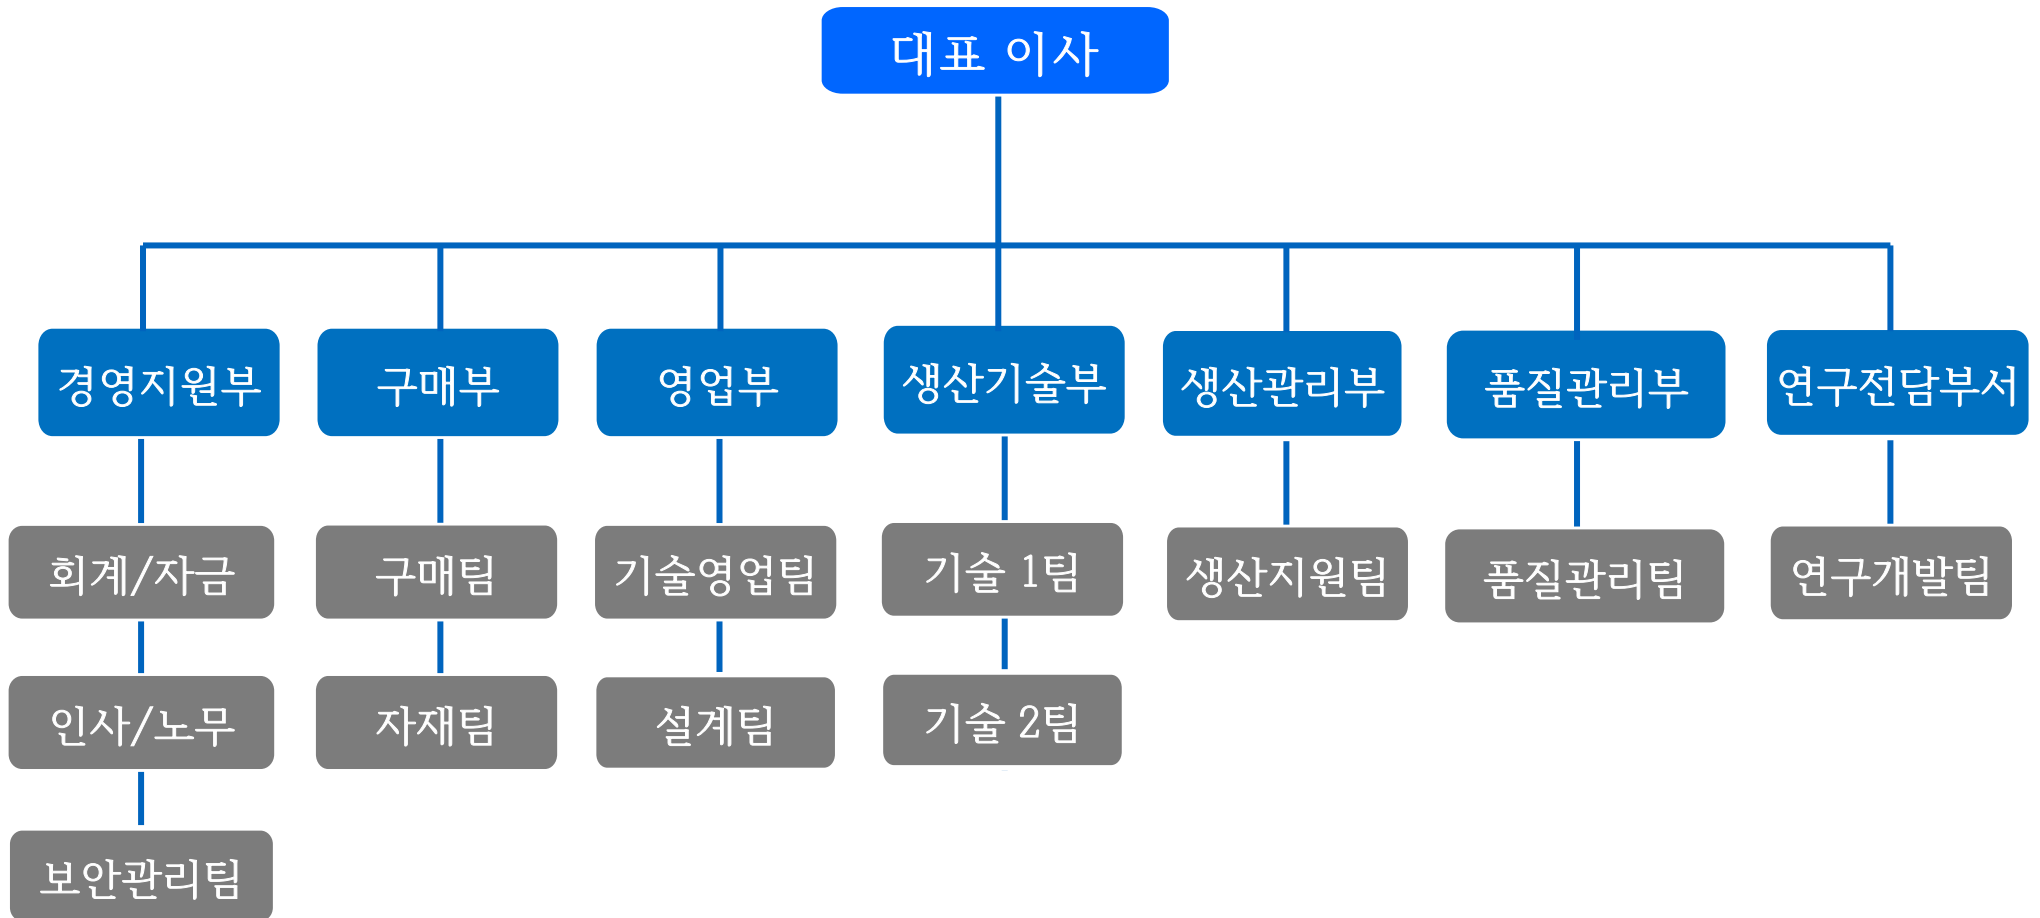 대표 이사
경영지원부
구매부
영업부
생산기술부
생산관리부
품질관리부
연구전담부서
회계/자금
구매팀
기술영업팀
기술 1팀
생산지원팀
품질관리팀
연구개발팀
인사/노무
자재팀
설계팀
기술 2팀
보안관리팀